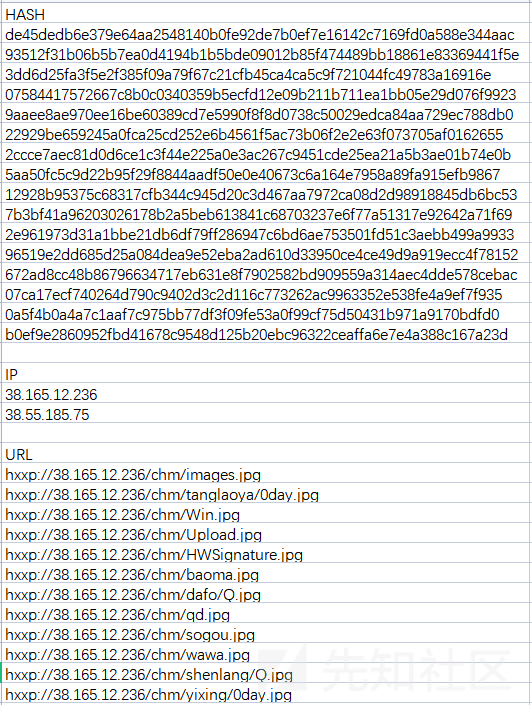 HASH
de45dedb6e379e64aa2548140b0fe92de7b0ef7e16142c7169fd0a588e344aac
93512f31b06b5b7ea0d4194b1b5bde09012b85f474489bb18861e83369441f5e
3dd6d25fa3f5e2f385f09a79f67c21cfb45ca4ca5c9f721044fc49783a16916e
07584417572667c8b0c0340359b5ecfd12e09b211b711ea1bb05e29d076f9923
9aaee8ae970ee16be60389cd7e5990f8f8d0738c50029edca84aa729ec788db0
22929be659245a0fca25cd252e6b4561f5ac73b06f2e2e63f073705af0162655
2ccce7aec81d0d6ce1c3f44e225a0e3ac267c9451cde25ea21a5b3ae01b74e0b
5aa50fc5c9d22b95f29f8844aadf50e0e40673c6a164e7958a89fa915efb9867
12928b95375c68317cfb344c945d20c3d467aa7972ca08d2d98918845db6bc53
7b3bf41a96203026178b2a5beb613841c68703237e6f77a51317e92642a71f69
2e961973d31a1bbe21db6df79ff286947c6bd6ae753501fd51c3aebb499a9933
96519e2dd685d25a084dea9e52eba2ad610d33950ce4ce49d9a919ecc4f78152
672ad8cc48b86796634717eb631e8f7902582bd909559a314aec4dde578cebac
07ca17ecf740264d790c9402d3c2d116c773262ac9963352e538fe4a9ef7f935
0a5f4b0a4a7c1aaf7c975bb77df3f09fe53a0f99cf75d50431b971a9170bdfd0
b0ef9e2860952fbd41678c9548d125b20ebc96322ceaffa6e7e4a388c167a23d
IP
38.165.12.236
38.55.185.75
URL
hxxp://38.165.12.236/chm/images.jpg
hxxp://38.165.12.236/chm/tanglaoya/0day.jpg
hxxp://38.165.12.236/chm/Win.jpg
hxxp://38.165.12.236/chm/Upload.jpg
hxxp://38.165.12.236/chm/HWSignature.jpg
hxxp://38.165.12.236/chm/baoma.jpg
hxxp://38.165.12.236/chm/dafo/Q.jpg
hxxp://38.165.12.236/chm/qd.jpg
hxxp://38.165.12.236/chm/sogou.jpg
hxxp://38.165.12.236/chm/wawa.jpg
hxxp://38.165.12.236/chm/shenlang/Q.jpg
hxxp://38.165.12.236/chm/yixing/0day.jpg
先知社区